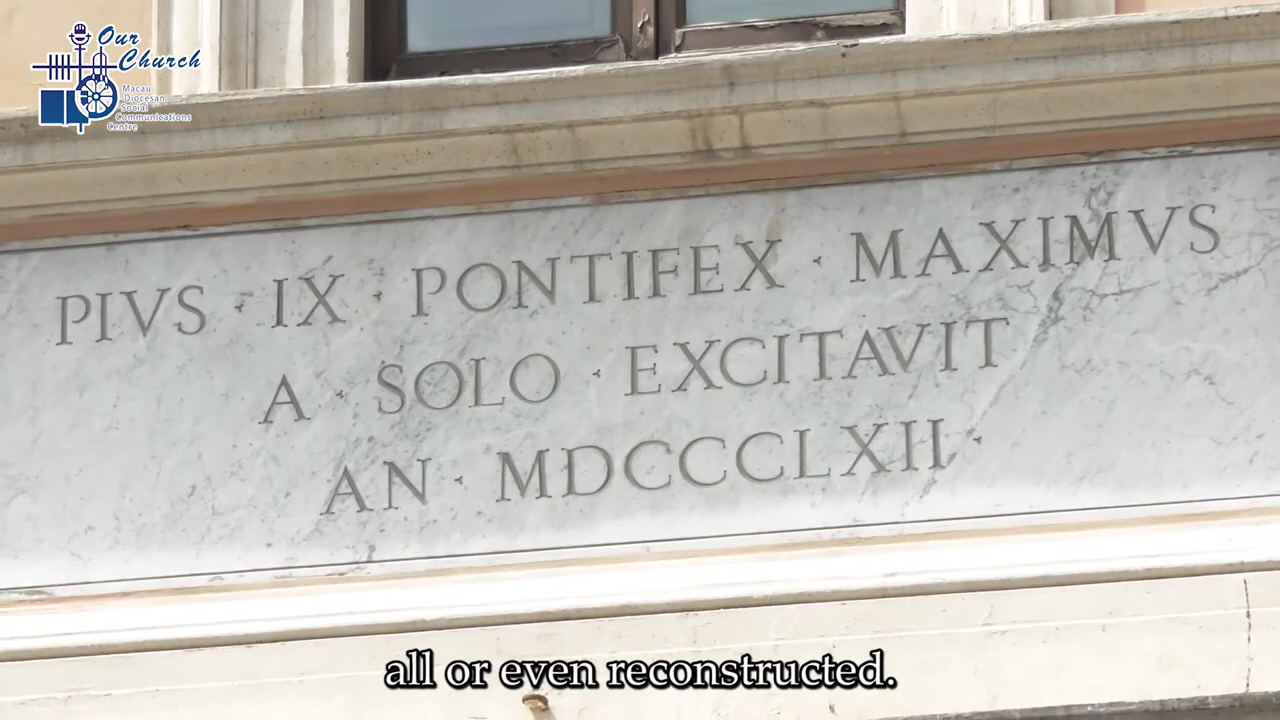 Our
Church
Macau
Diocesan
Social
Communications
Centre
PIVS · IX · PONTIFEX · MAXIMVS
A · SOLO · EXCITAVIT
AN · MDCCCLXII ·
all or even reconstructed.